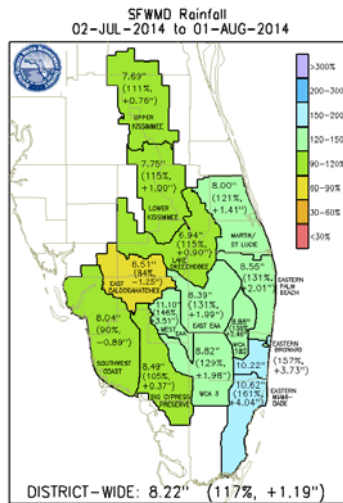 SFWMD Rainfall
02-JUL-2014 to 01-AUG-2014
>300%
200-300
150-200
120-150
90-120
60-90%
30-60%
<30%
7.69"
(111%,
+0.76")
UPPER
KISSIMMEE
7.75"
(115%,
+1.00")
LOWER
KISSIMMEE
8.00"
(121%,
+1.41")
MARTIN/
ST LUCIE
6.94"
(115%,
+0.90")
LAKE
OKEECHOBEE
6.51"
(84%,
-1.25")
EAST
CALOOSAHATCHEE
8.55"
(131%,
+2.01")
EASTERN
PALM
BEACH
11.10"
(146%,
+3.51")
WEST
EAA
8.39"
(131%,
+1.99")
EAST EAA
8.88"
WCA
1&2
8.04"
(90%,
-0.89")
SOUTHWEST
COAST
8.49"
(105%,
+0.37")
BIG CYPRESS
PRESERVE
8.82"
(129%,
+1.98")
WCA 3
10.22"
EASTERN
BROWARD
(157%,
+3.73")
10.62"
(161%,
+4.04")
EASTERN
MIAMI-
DADE
DISTRICT-WIDE: 8.22" (117%, +1.19")